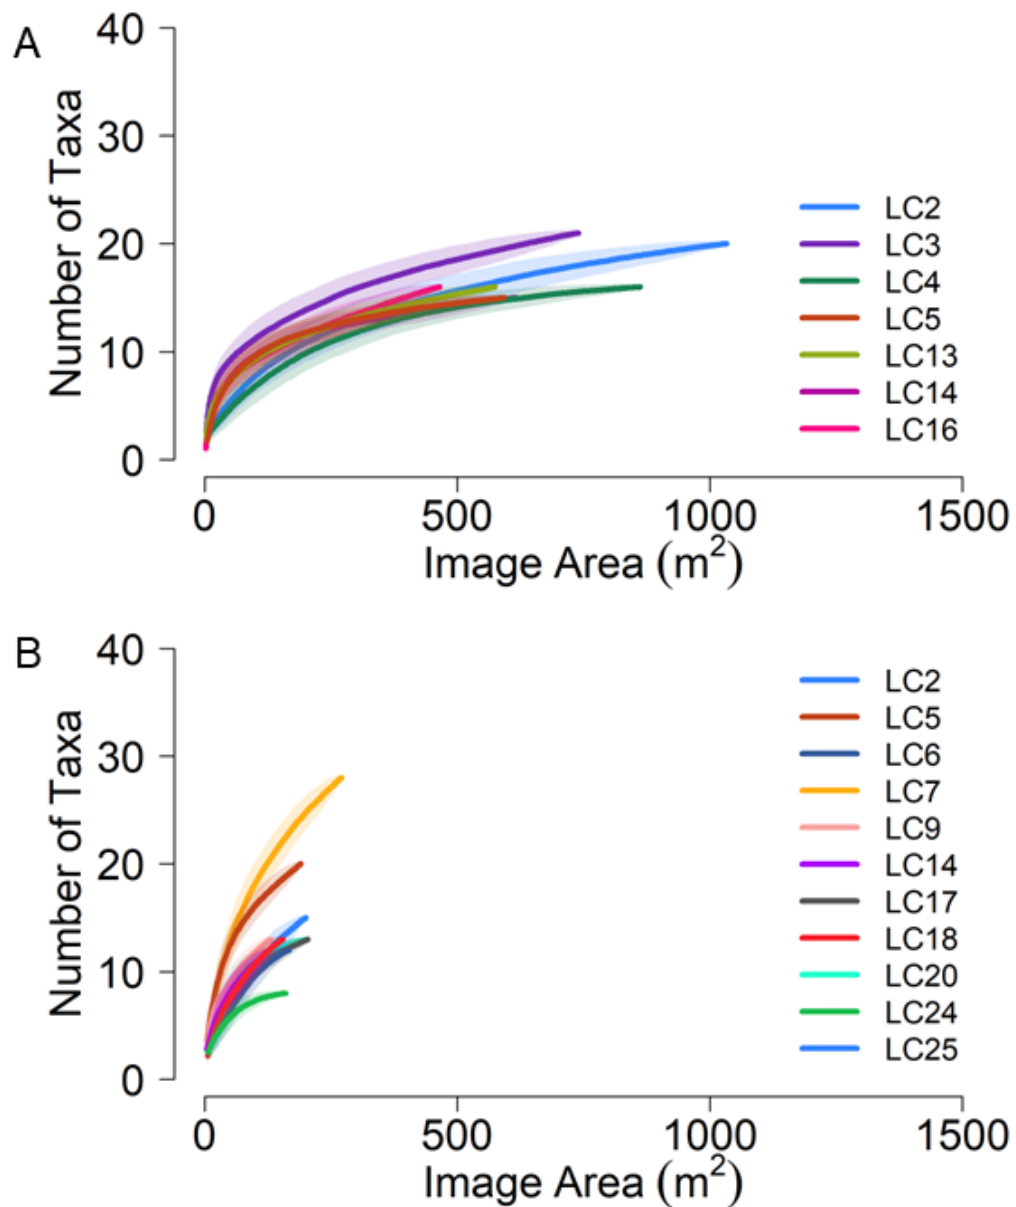 A
40
30
20
10
0
Number of Taxa
LC2
LC3
LC4
LC5
LC13
LC14
LC16
0 500 1000 1500
Image Area (m²)
B
40
30
20
10
0
Number of Taxa
LC2
LC5
LC6
LC7
LC9
LC14
LC17
LC18
LC20
LC24
LC25
0 500 1000 1500
Image Area (m²)